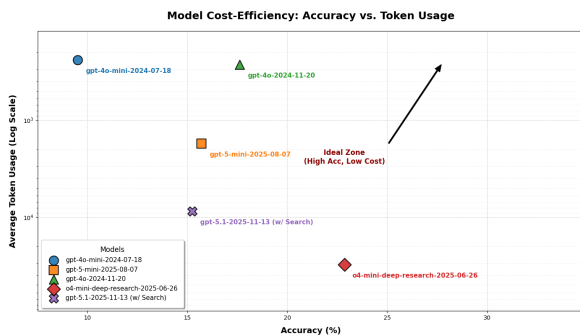 Model Cost-Efficiency: Accuracy vs. Token Usage
gpt-4o-mini-2024-07-18
gpt-4o-2024-11-20
10³
gpt-5-mini-2025-08-07
Ideal Zone
(High Acc, Low Cost)
10⁴
gpt-5.1-2025-11-13 (w/ Search)
o4-mini-deep-research-2025-06-26
Average Token Usage (Log Scale)
Models
gpt-4o-mini-2024-07-18
gpt-5-mini-2025-08-07
gpt-4o-2024-11-20
o4-mini-deep-research-2025-06-26
gpt-5.1-2025-11-13 (w/ Search)
10
15
20
25
30
Accuracy (%)